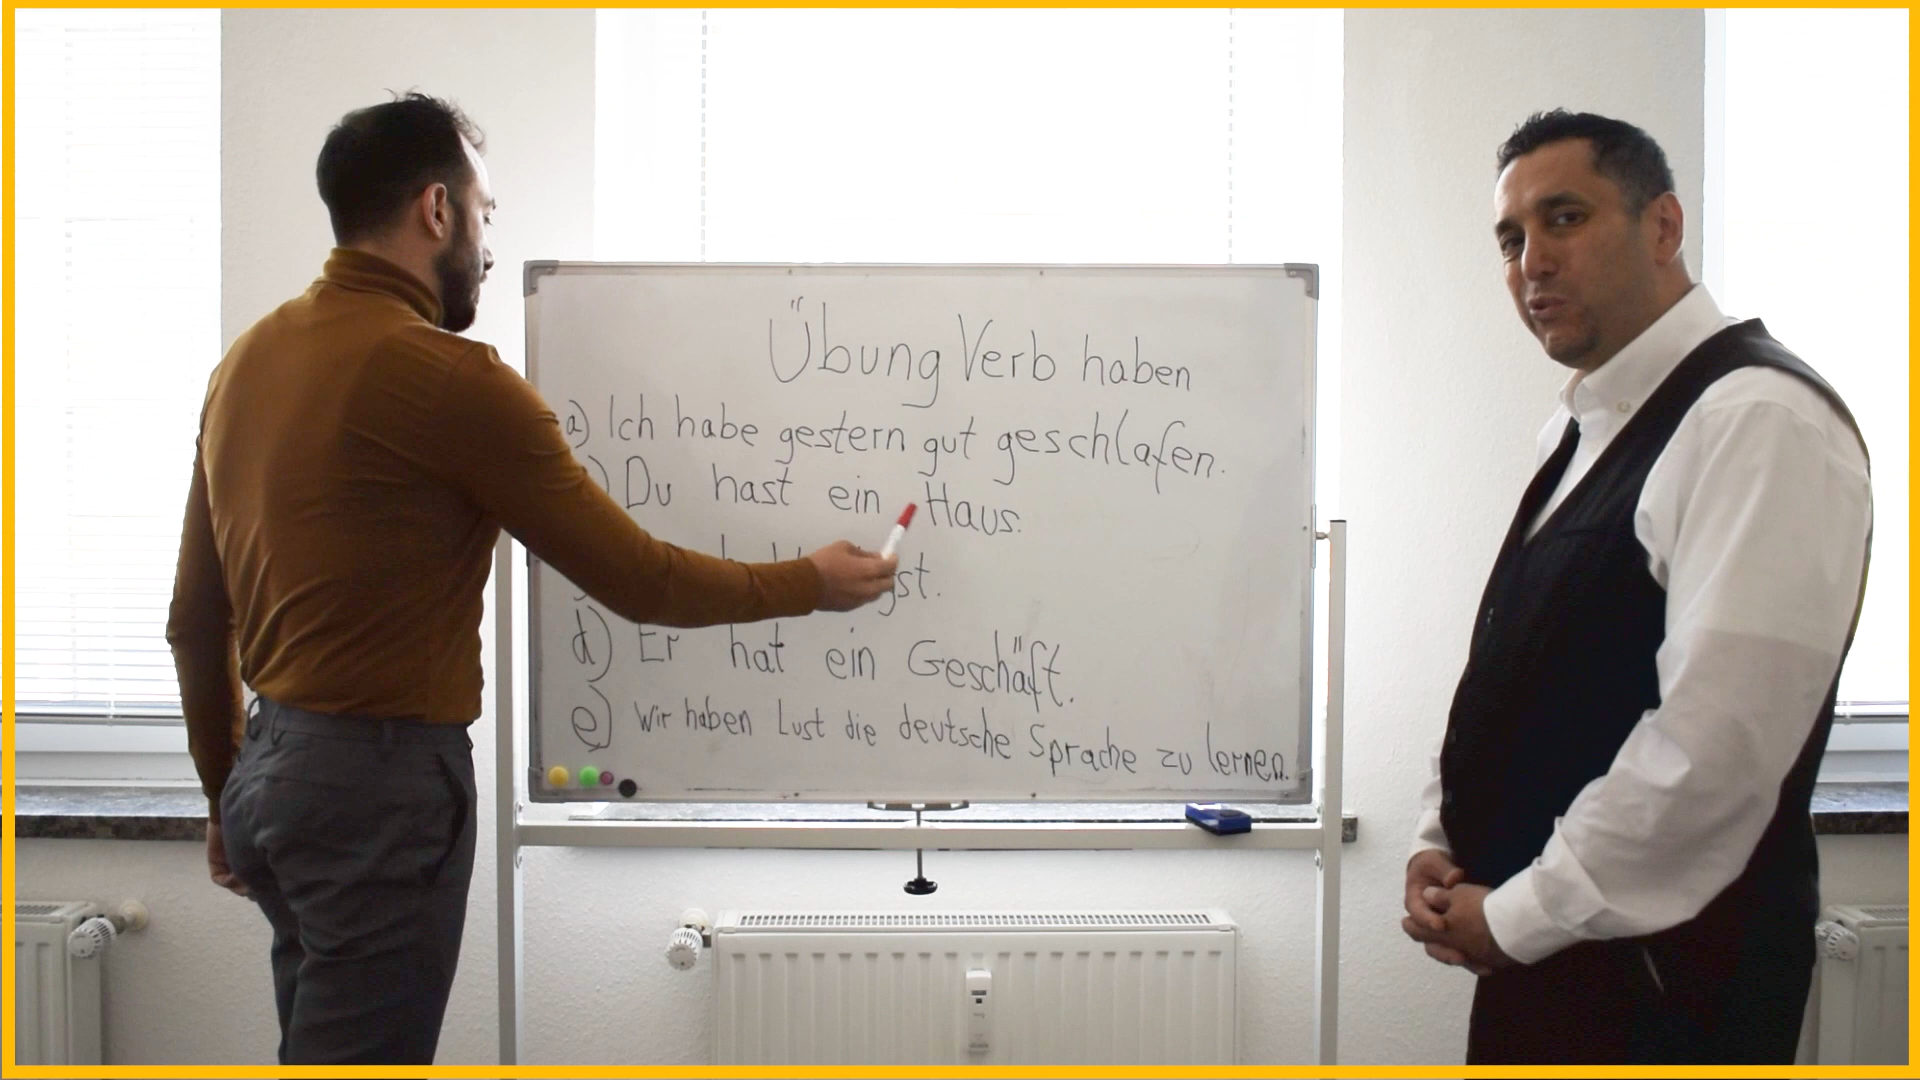 Übung Verb haben
a) Ich habe gestern gut geschlafen.
) Du hast ein Haus.
d) Er hat ein Geschäft.
e) Wir haben Lust die deutsche Sprache zu lernen.